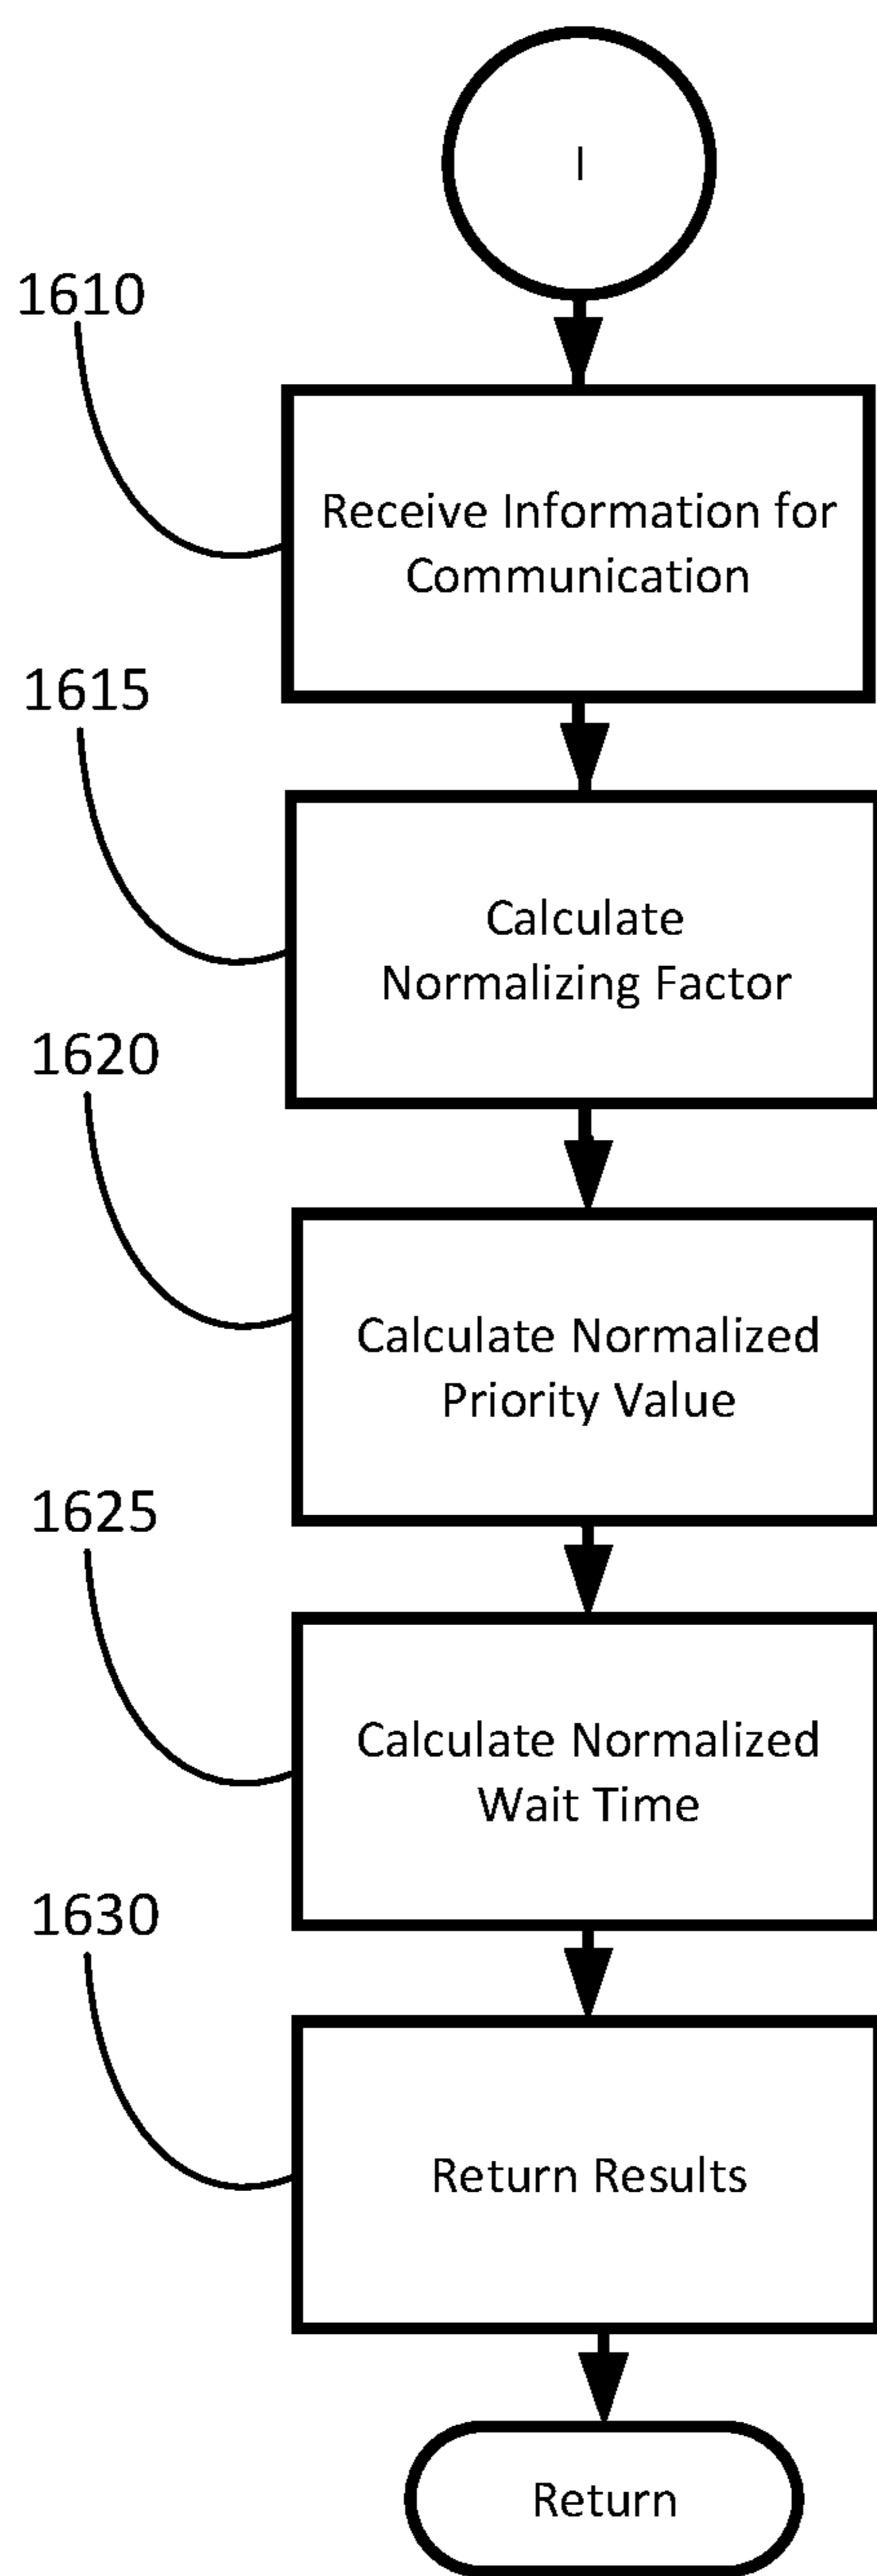 I
1610
Receive Information for
Communication
1615
Calculate
Normalizing Factor
1620
Calculate Normalized
Priority Value
1625
Calculate Normalized
Wait Time
1630
Return Results
Return